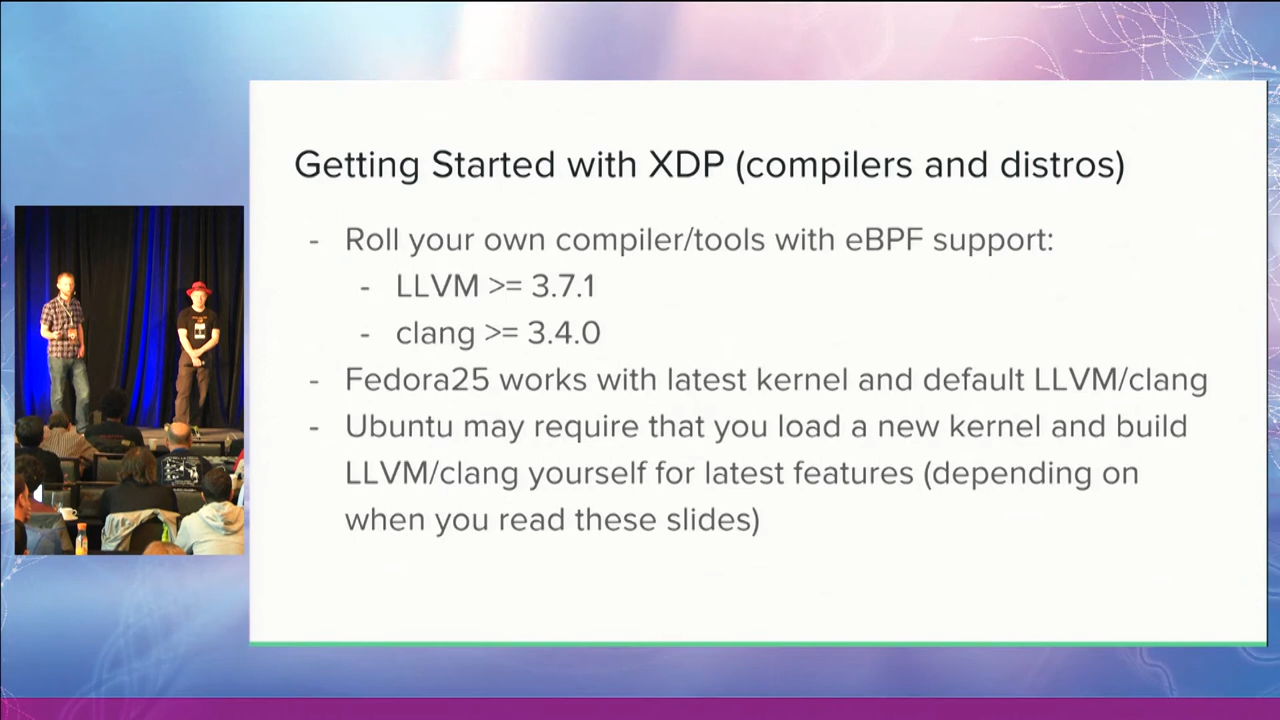 Getting Started with XDP (compilers and distros)
- Roll your own compiler/tools with eBPF support:
- LLVM >= 3.7.1
- clang >= 3.4.0
- Fedora25 works with latest kernel and default LLVM/clang
- Ubuntu may require that you load a new kernel and build
LLVM/clang yourself for latest features (depending on
when you read these slides)